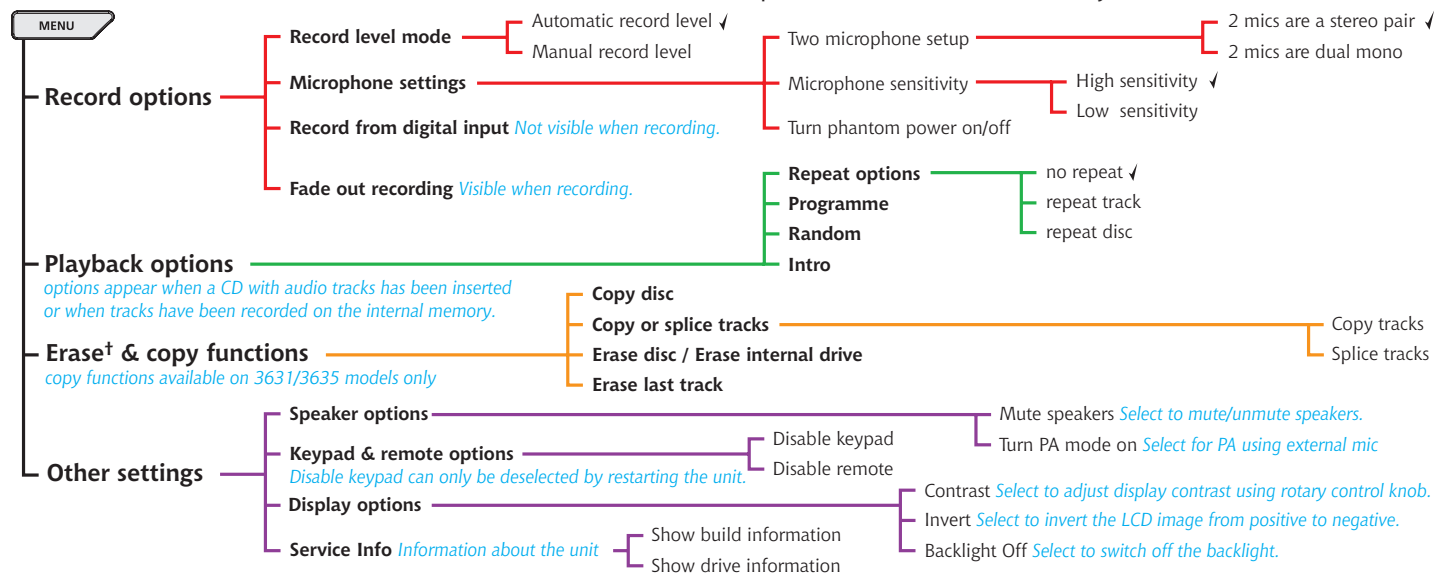 MENU
Record options
Record level mode
Automatic record level ✓
Manual record level
Microphone settings
Two microphone setup
2 mics are a stereo pair ✓
2 mics are dual mono
Microphone sensitivity
High sensitivity ✓
Low sensitivity
Turn phantom power on/off
Record from digital input Not visible when recording.
Fade out recording Visible when recording.
Playback options
options appear when a CD with audio tracks has been inserted
or when tracks have been recorded on the internal memory.
Repeat options
no repeat ✓
repeat track
repeat disc
Programme
Random
Intro
Erase† & copy functions
copy functions available on 3631/3635 models only
Copy disc
Copy or splice tracks
Copy tracks
Splice tracks
Erase disc / Erase internal drive
Erase last track
Other settings
Speaker options
Mute speakers Select to mute/unmute speakers.
Turn PA mode on Select for PA using external mic
Keypad & remote options
Disable keypad can only be deselected by restarting the unit.
Disable keypad
Disable remote
Display options
Contrast Select to adjust display contrast using rotary control knob.
Invert Select to invert the LCD image from positive to negative.
Backlight Off Select to switch off the backlight.
Service Info Information about the unit
Show build information
Show drive information